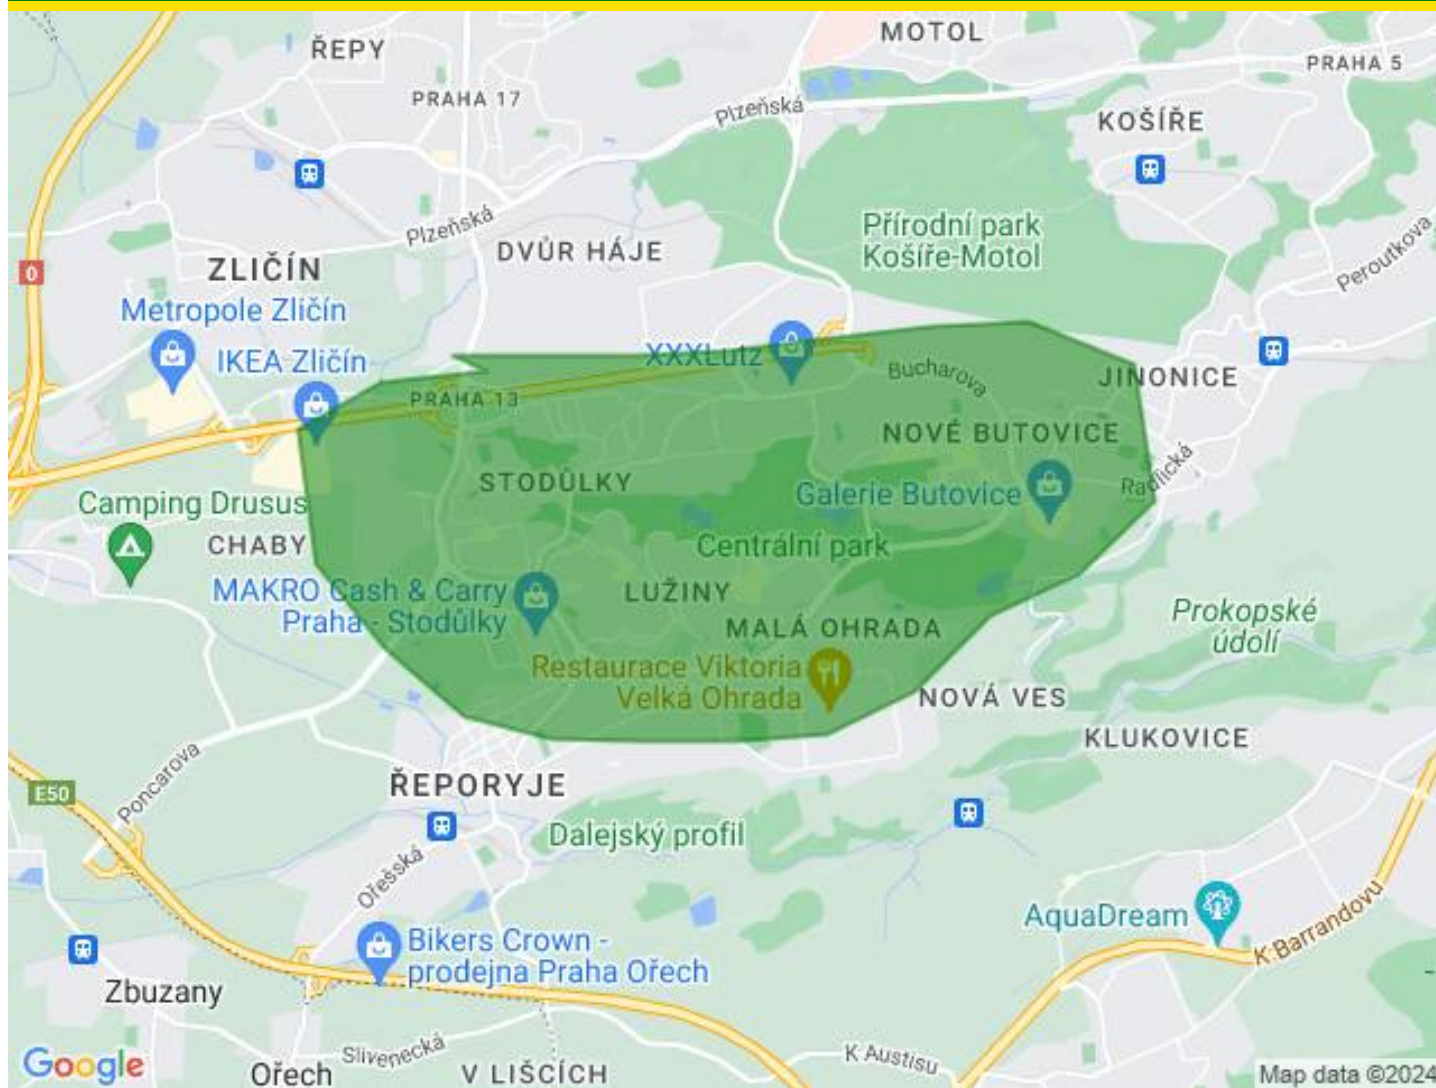 MOTOL
ŘEPY
PRAHA 5
PRAHA 17
Plzeňská
KOŠÍŘE
Plzeňská
Přírodní park
Košíře-Motol
DVŮR HÁJE
Peroutkova
ZLIČÍN
0
Metropole Zličín
IKEA Zličín
XXXLutz
Bucharova
JINONICE
PRAHA 13
NOVÉ BUTOVICE
STODŮLKY
Radlická
Galerie Butovice
Camping Drusus
CHABY
Centrální park
MAKRO Cash & Carry
Praha - Stodůlky
LUŽINY
MALÁ OHRADA
Prokopské
údolí
Restaurace Viktoria
Velká Ohrada
NOVÁ VES
KLUKOVICE
Poncarova
E50
ŘEPORYJE
Dalejský profil
Ořešská
AquaDream
K Barrandovu
Bikers Crown -
prodejna Praha Ořech
Zbuzany
Slivenecká
K Austisu
Google
Ořech
V LIŠCÍCH
Map data ©2024